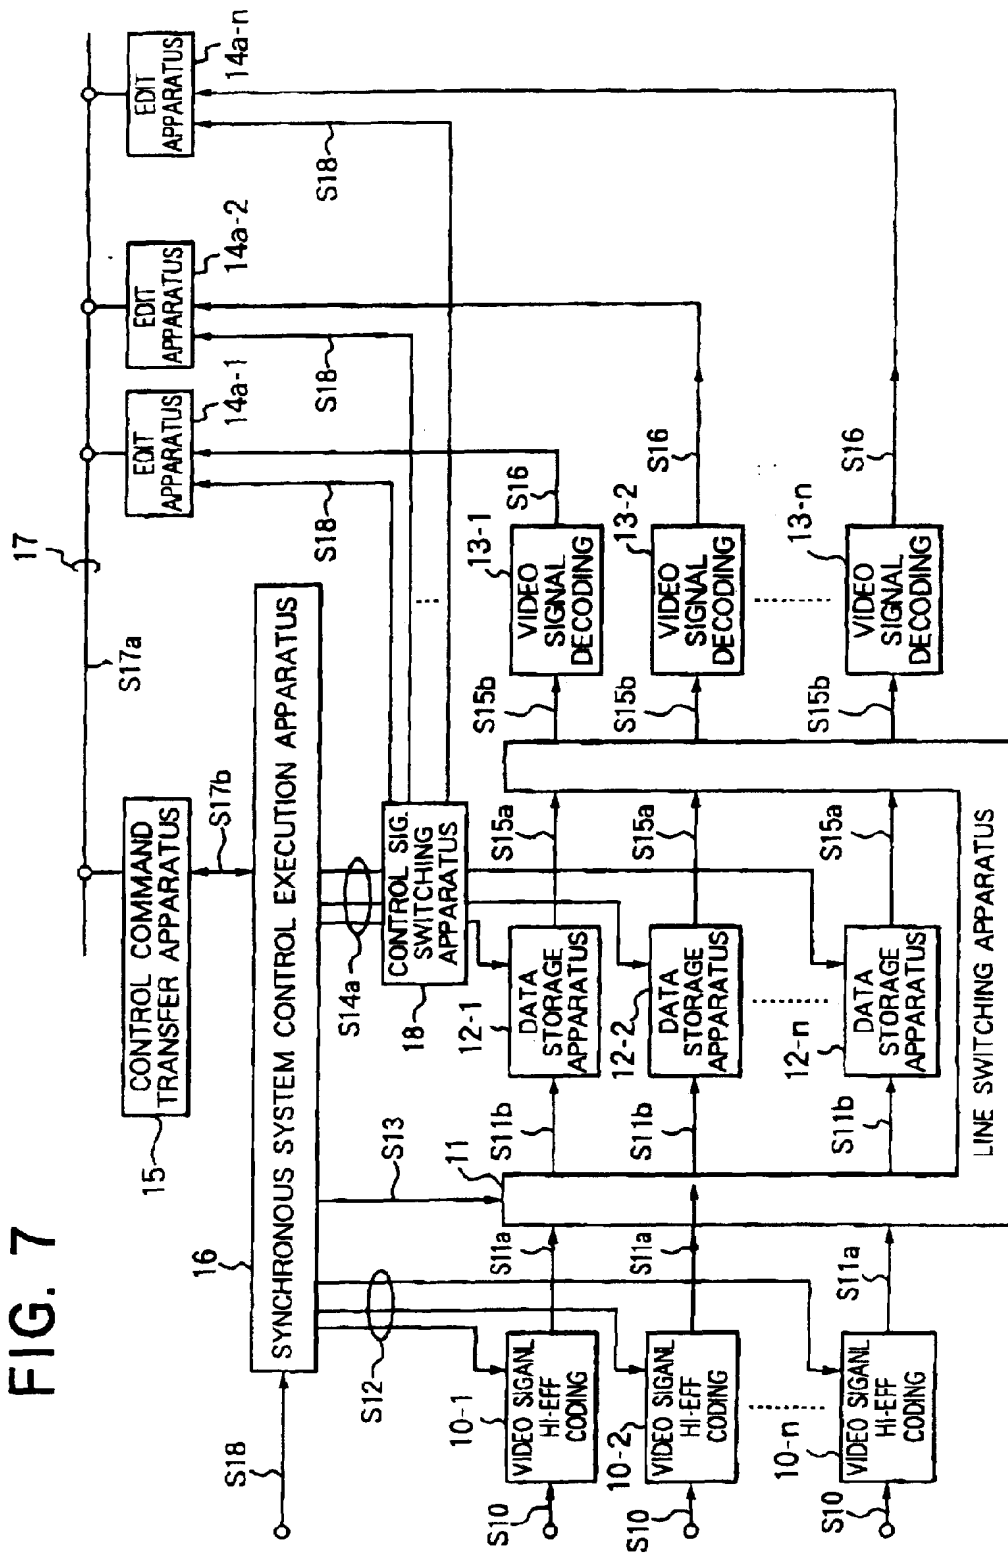 FIG. 7
17
S17a
15
CONTROL COMMAND
TRANSFER APPARATUS
S17b
EDIT
APPARATUS
14a-1
EDIT
APPARATUS
14a-2
EDIT
APPARATUS
14a-n
S18
S18
S18
S18
16
SYNCHRONOUS SYSTEM CONTROL EXECUTION APPARATUS
S12
S13
S14a
18
CONTROL SIG.
SWITCHING
APPARATUS
S10
10-1
VIDEO SIGANL
HI-EFF
CODING
S11a
11
S11b
12-1
DATA
STORAGE
APPARATUS
S15a
S15b
13-1
VIDEO
SIGNAL
DECODING
S16
S10
10-2
VIDEO SIGANL
HI-EFF
CODING
S11a
S11b
12-2
DATA
STORAGE
APPARATUS
S15a
S15b
13-2
VIDEO
SIGNAL
DECODING
S16
S10
10-n
VIDEO SIGANL
HI-EFF
CODING
S11a
S11b
12-n
DATA
STORAGE
APPARATUS
S15a
S15b
13-n
VIDEO
SIGNAL
DECODING
S16
LINE SWITCHING APPARATUS